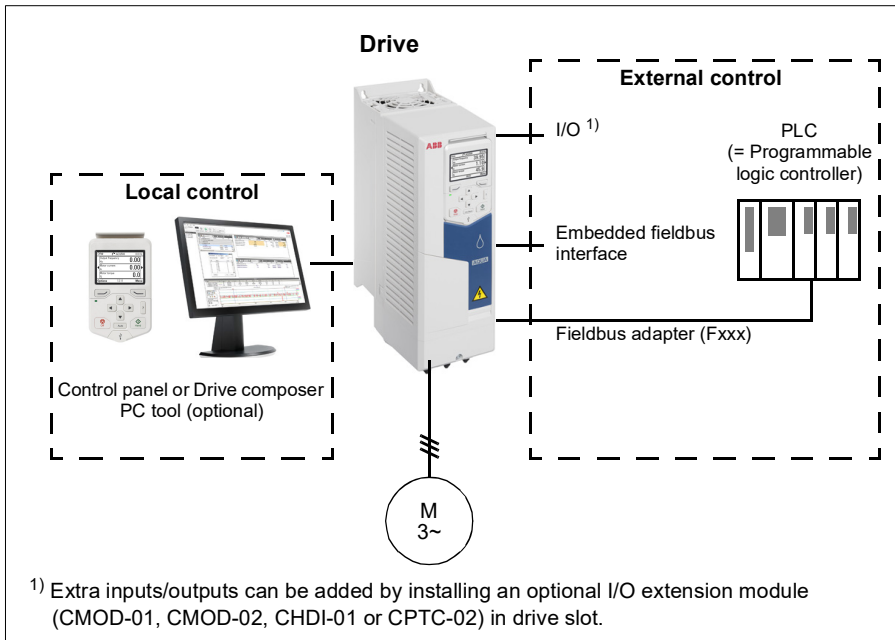 Drive
External control
I/O 1)
PLC
(= Programmable
logic controller)
Local control
Embedded fieldbus
interface
Fieldbus adapter (Fxxx)
Control panel or Drive composer
PC tool (optional)
ABB
M
3~
1) Extra inputs/outputs can be added by installing an optional I/O extension module
(CMOD-01, CMOD-02, CHDI-01 or CPTC-02) in drive slot.